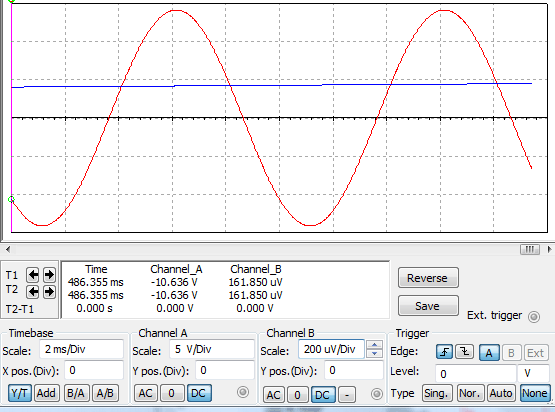 Time Channel_A Channel_B
T1 486.355 ms -10.636 V 161.850 uV
T2 486.355 ms -10.636 V 161.850 uV
T2-T1 0.000 s 0.000 V 0.000 V
Reverse
Save
Ext. trigger
Timebase Channel A Channel B Trigger
Scale: 2 ms/Div Scale: 5 V/Div Scale: 200 uV/Div Edge: A B Ext
X pos.(Div): 0 Y pos.(Div): 0 Y pos.(Div): 0 Level: 0 V
Y/T Add B/A A/B AC 0 DC AC 0 DC - Type Sing. Nor. Auto None